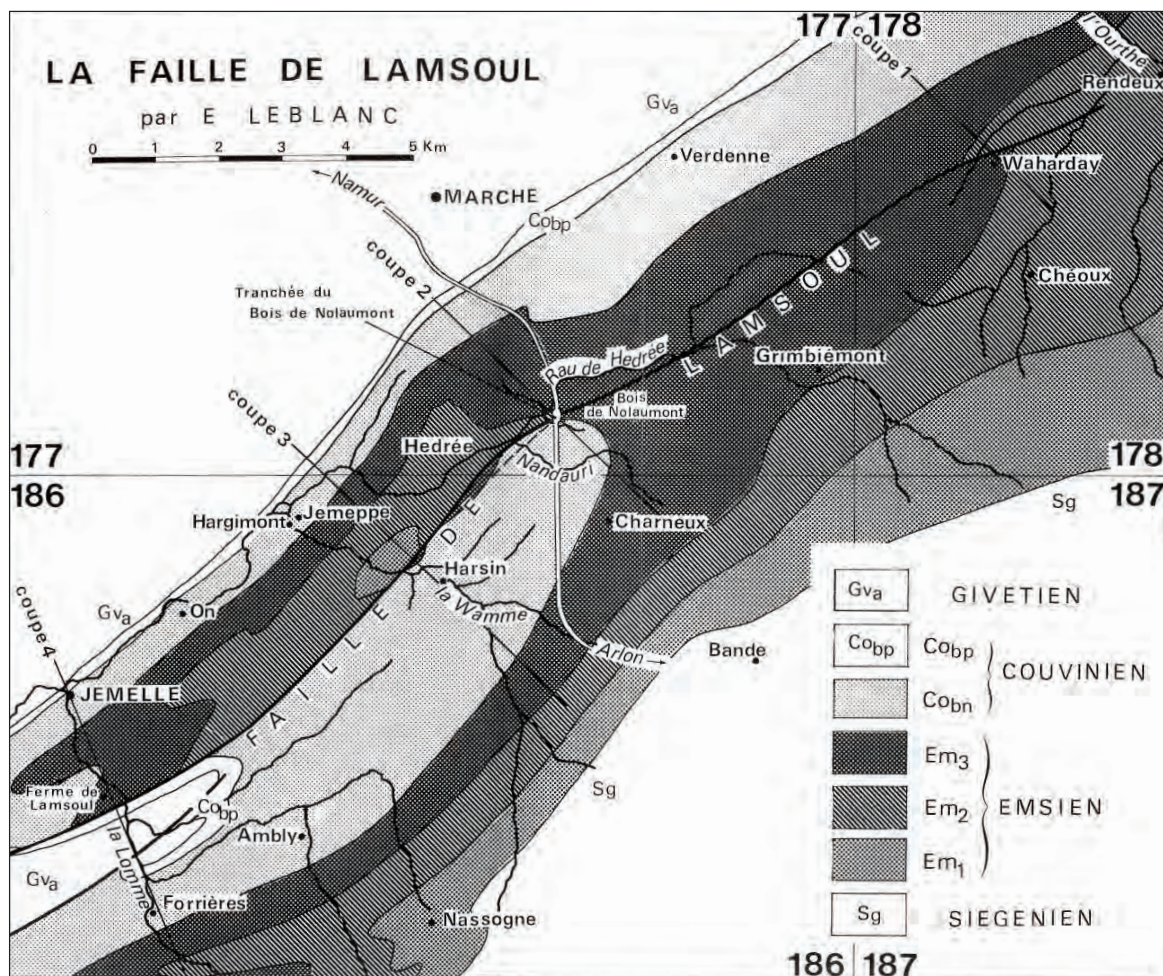 LA FAILLE DE LAMSOUL
par E LEBLANC
0 1 2 3 4 5 Km
177 178
coupe 1
l'Ourthe
Rendeux
Gva
Verdenne
Waharday
Namur
MARCHE
Cobp
coupe 2
Chéoux
Tranchée du
Bois de Nolaumont
LAMSOUL
Rau de Hedrée
Grimbiémont
Bois
de Nolaumont
coupe 3
Hedrée
177
178
Nandauri
186
187
Sg
Jemeppe
Hargimont
Charneux
DE
Harsin
la Wamme
coupe 4
Gva
On
FAILLE
Arlon
Bande
JEMELLE
Ferme de
Lamsoul
Cobp
Sg
Ambly
la Lomme
Gva
Forrières
Nassogne
Gva GIVETIEN
Cobp Cobp
COUVINIEN
Cobn
Em3
Em2 EMSIEN
Em1
Sg SIEGENIEN
186 187